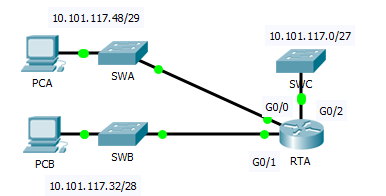 10.101.117.48/29
10.101.117.0/27
PCA
SWA
SWC
G0/0
G0/2
PCB
SWB
G0/1
RTA
10.101.117.32/28